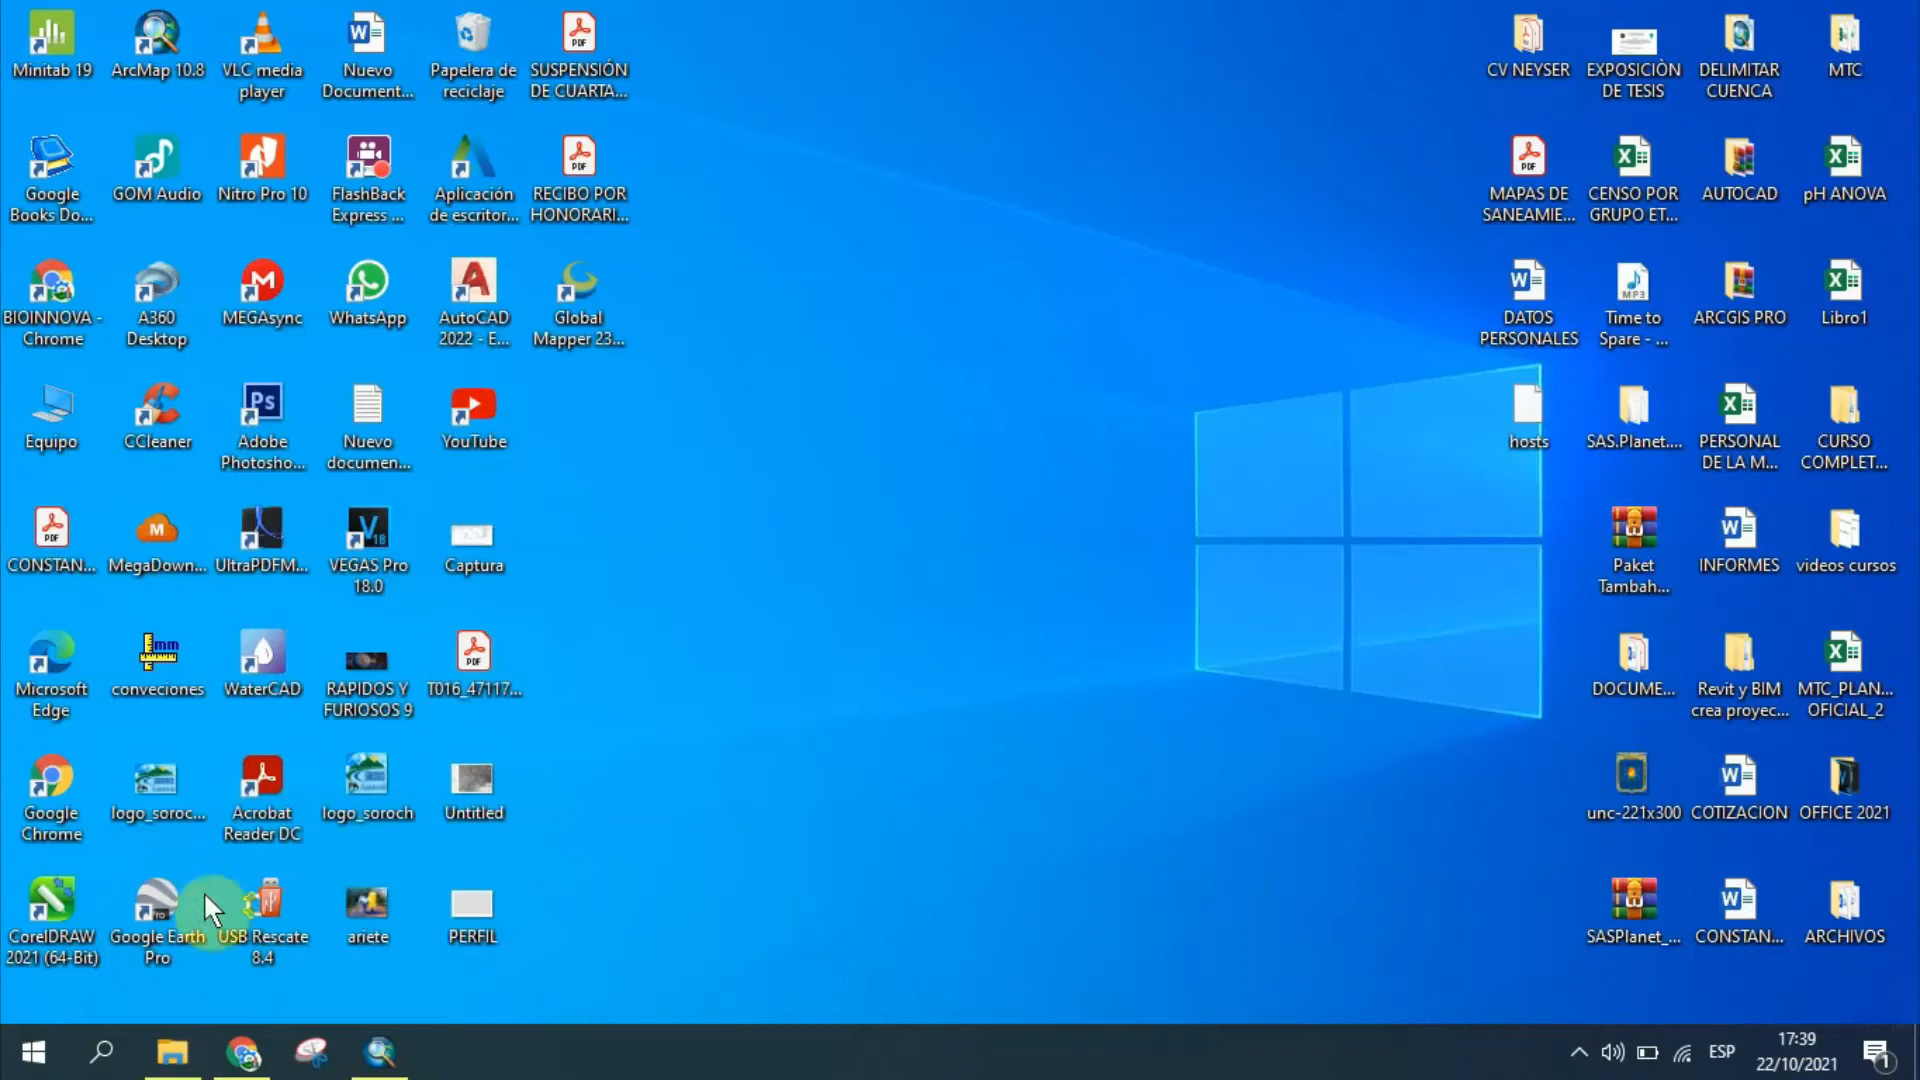 Minitab 19
ArcMap 10.8
VLC media
player
Nuevo
Document...
Papelera de
reciclaje
SUSPENSIÓN
DE CUARTA...
CV NEYSER
EXPOSICIÒN
DE TESIS
DELIMITAR
CUENCA
MTC
Google
Books Do...
GOM Audio
Nitro Pro 10
FlashBack
Express ...
Aplicación
de escritor...
RECIBO POR
HONORARI...
MAPAS DE
SANEAMIE...
CENSO POR
GRUPO ET...
AUTOCAD
pH ANOVA
BIOINNOVA -
Chrome
A360
Desktop
MEGAsync
WhatsApp
AutoCAD
2022 - E...
Global
Mapper 23...
DATOS
PERSONALES
Time to
Spare - ...
ARCGIS PRO
Libro1
Equipo
CCleaner
Adobe
Photosho...
Nuevo
documen...
YouTube
hosts
SAS.Planet....
PERSONAL
DE LA M...
CURSO
COMPLET...
CONSTAN...
MegaDown...
UltraPDFM...
VEGAS Pro
18.0
Captura
Paket
Tambah...
INFORMES
videos cursos
Microsoft
Edge
conveciones
WaterCAD
RAPIDOS Y
FURIOSOS 9
T016_47117...
DOCUME...
Revit y BIM
crea proyec...
MTC_PLAN...
OFICIAL_2
Google
Chrome
logo_soroc...
Acrobat
Reader DC
logo_soroch
Untitled
unc-221x300
COTIZACION
OFFICE 2021
CorelDRAW
2021 (64-Bit)
Google Earth
Pro
USB Rescate
8.4
ariete
PERFIL
SASPlanet_...
CONSTAN...
ARCHIVOS
ESP
17:39
22/10/2021
1